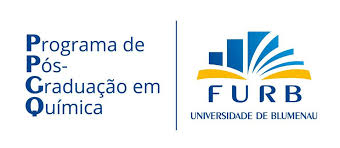 Programa de
Pós-
Graduação em
Química
FURB
UNIVERSIDADE DE BLUMENAU